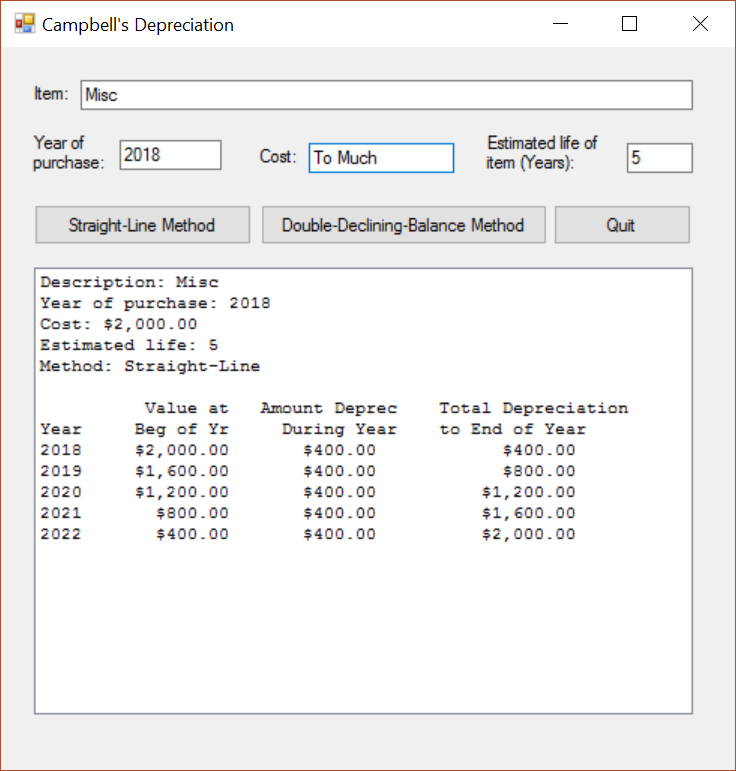 Campbell's Depreciation
Item: Misc
Year of purchase: 2018 Cost: To Much Estimated life of item (Years): 5
Straight-Line Method Double-Declining-Balance Method Quit
Description: Misc
Year of purchase: 2018
Cost: $2,000.00
Estimated life: 5
Method: Straight-Line
Value at Amount Deprec Total Depreciation
Year Beg of Yr During Year to End of Year
2018 $2,000.00 $400.00 $400.00
2019 $1,600.00 $400.00 $800.00
2020 $1,200.00 $400.00 $1,200.00
2021 $800.00 $400.00 $1,600.00
2022 $400.00 $400.00 $2,000.00